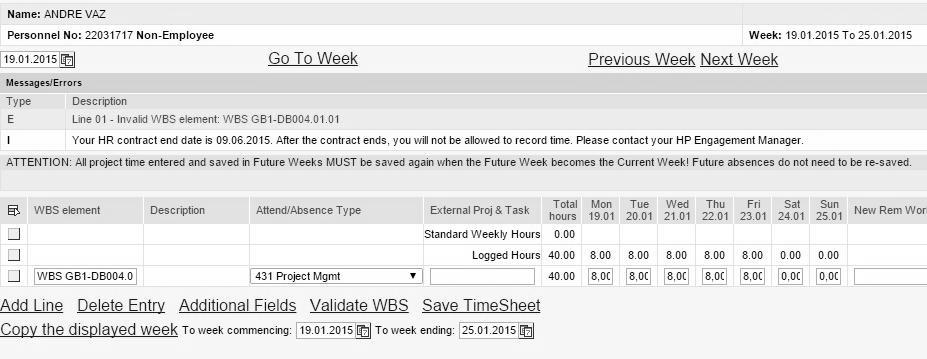 Name: ANDRE VAZ
Personnel No: 22031717 Non-Employee Week: 19.01.2015 To 25.01.2015
19.01.2015 Go To Week Previous Week Next Week
Messages/Errors
Type Description
E Line 01 - Invalid WBS element: WBS GB1-DB004.01.01
I Your HR contract end date is 09.06.2015. After the contract ends, you will not be allowed to record time. Please contact your HP Engagement Manager.
ATTENTION: All project time entered and saved in Future Weeks MUST be saved again when the Future Week becomes the Current Week! Future absences do not need to be re-saved.
WBS element Description Attend/Absence Type External Proj & Task Total hours Mon 19.01 Tue 20.01 Wed 21.01 Thu 22.01 Fri 23.01 Sat 24.01 Sun 25.01 New Rem Wor
Standard Weekly Hours 0.00
Logged Hours 40.00 8.00 8.00 8.00 8.00 8.00 0.00 0.00
WBS GB1-DB004.0 431 Project Mgmt 40.00 8,00 8,00 8,00 8,00 8,00 0,00 0,00
Add Line Delete Entry Additional Fields Validate WBS Save TimeSheet
Copy the displayed week To week commencing: 19.01.2015 To week ending: 25.01.2015